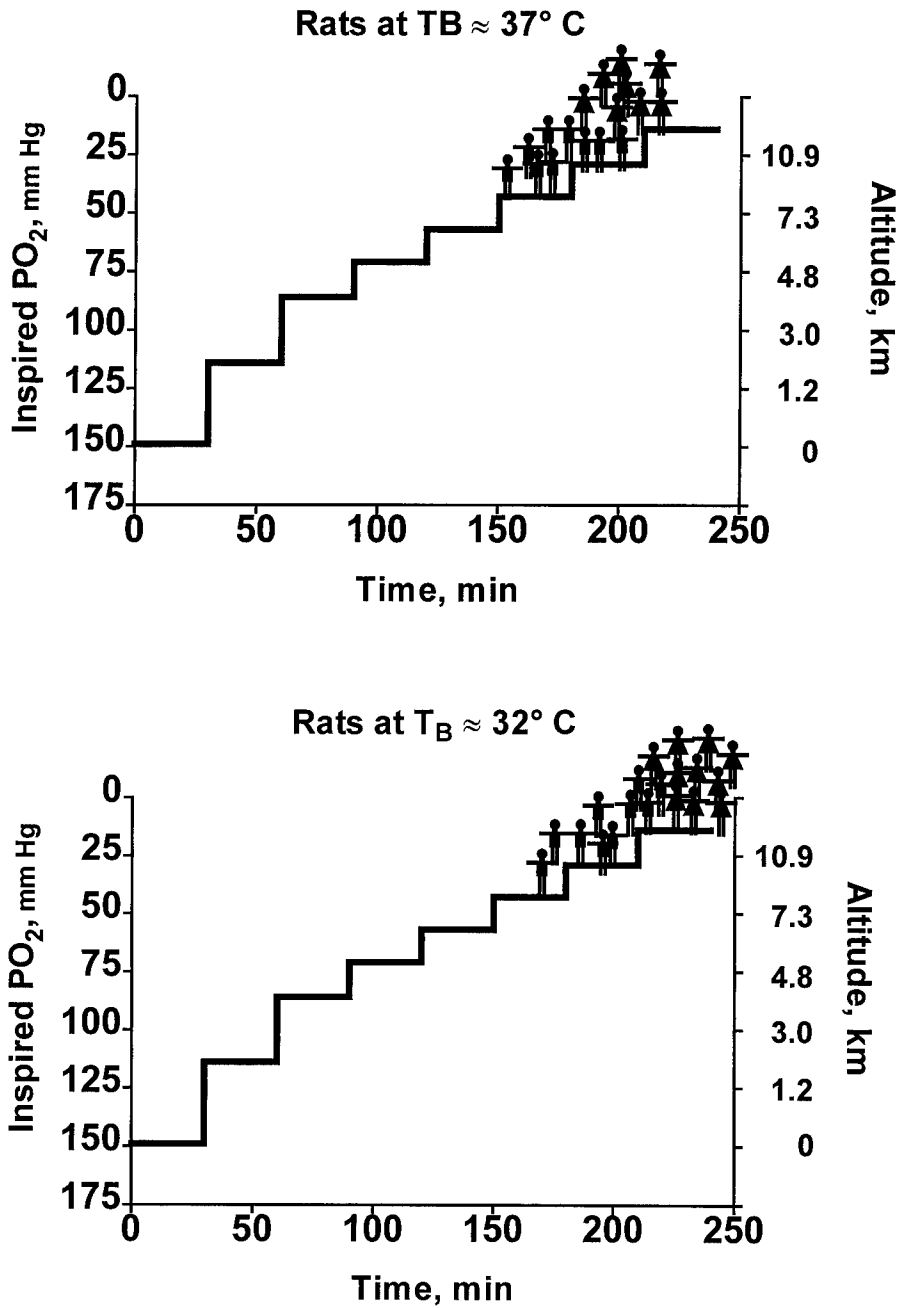 Rats at TB ≈ 37° C
0
25
50
75
100
125
150
175
Inspired PO2, mm Hg
10.9
7.3
4.8
3.0
1.2
0
Altitude, km
0 50 100 150 200 250
Time, min
Rats at TB ≈ 32° C
0
25
50
75
100
125
150
175
Inspired PO2, mm Hg
10.9
7.3
4.8
3.0
1.2
0
Altitude, km
0 50 100 150 200 250
Time, min